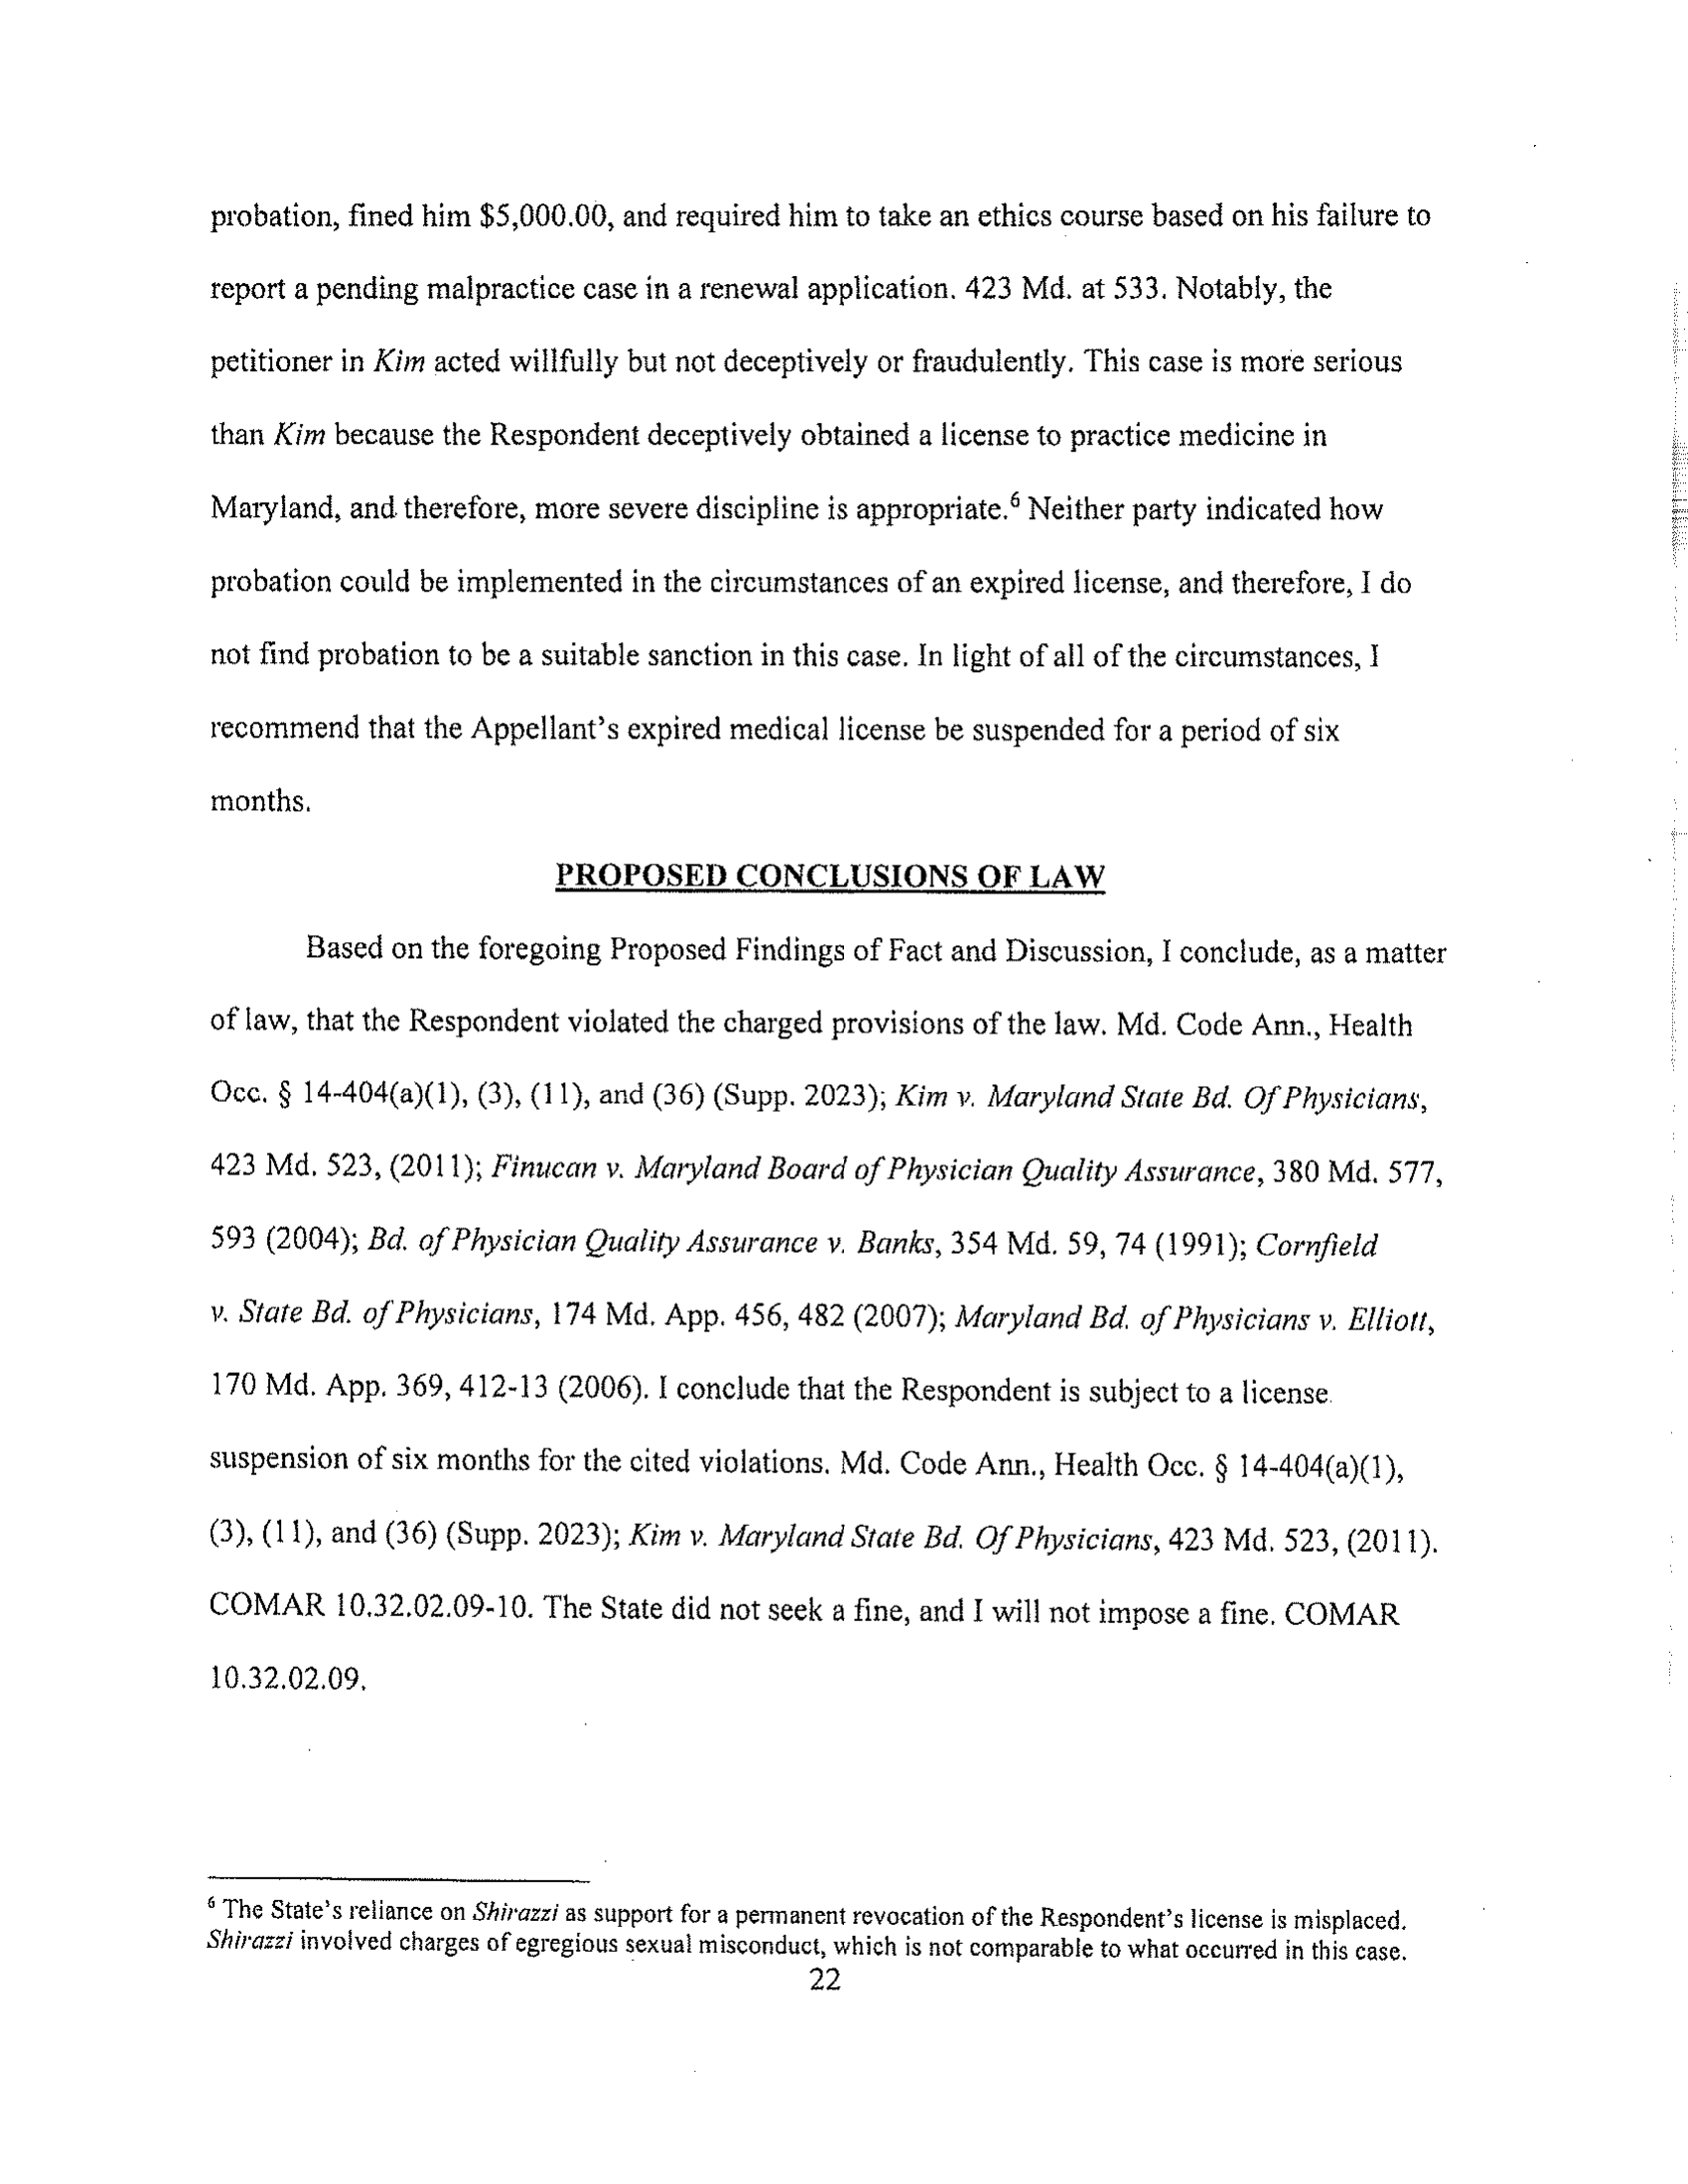 probation, fined him $5,000.00, and required him to take an ethics course based on his failure to
report a pending malpractice case in a renewal application. 423 Md. at 533. Notably, the
petitioner in Kim acted willfully but not deceptively or fraudulently. This case is more serious
than Kim because the Respondent deceptively obtained a license to practice medicine in
Maryland, and therefore, more severe discipline is appropriate.⁶ Neither party indicated how
probation could be implemented in the circumstances of an expired license, and therefore, I do
not find probation to be a suitable sanction in this case. In light of all of the circumstances, I
recommend that the Appellant's expired medical license be suspended for a period of six
months.
PROPOSED CONCLUSIONS OF LAW
Based on the foregoing Proposed Findings of Fact and Discussion, I conclude, as a matter
of law, that the Respondent violated the charged provisions of the law. Md. Code Ann., Health
Occ. § 14-404(a)(1), (3), (11), and (36) (Supp. 2023); Kim v. Maryland State Bd. Of Physicians,
423 Md. 523, (2011); Finucan v. Maryland Board of Physician Quality Assurance, 380 Md. 577,
593 (2004); Bd. of Physician Quality Assurance v. Banks, 354 Md. 59, 74 (1991); Cornfield
v. State Bd. of Physicians, 174 Md. App. 456, 482 (2007); Maryland Bd. of Physicians v. Elliott,
170 Md. App. 369, 412-13 (2006). I conclude that the Respondent is subject to a license
suspension of six months for the cited violations. Md. Code Ann., Health Occ. § 14-404(a)(1),
(3), (11), and (36) (Supp. 2023); Kim v. Maryland State Bd. Of Physicians, 423 Md. 523, (2011).
COMAR 10.32.02.09-10. The State did not seek a fine, and I will not impose a fine. COMAR
10.32.02.09.
⁶ The State's reliance on Shirazzi as support for a permanent revocation of the Respondent's license is misplaced.
Shirazzi involved charges of egregious sexual misconduct, which is not comparable to what occurred in this case.
22